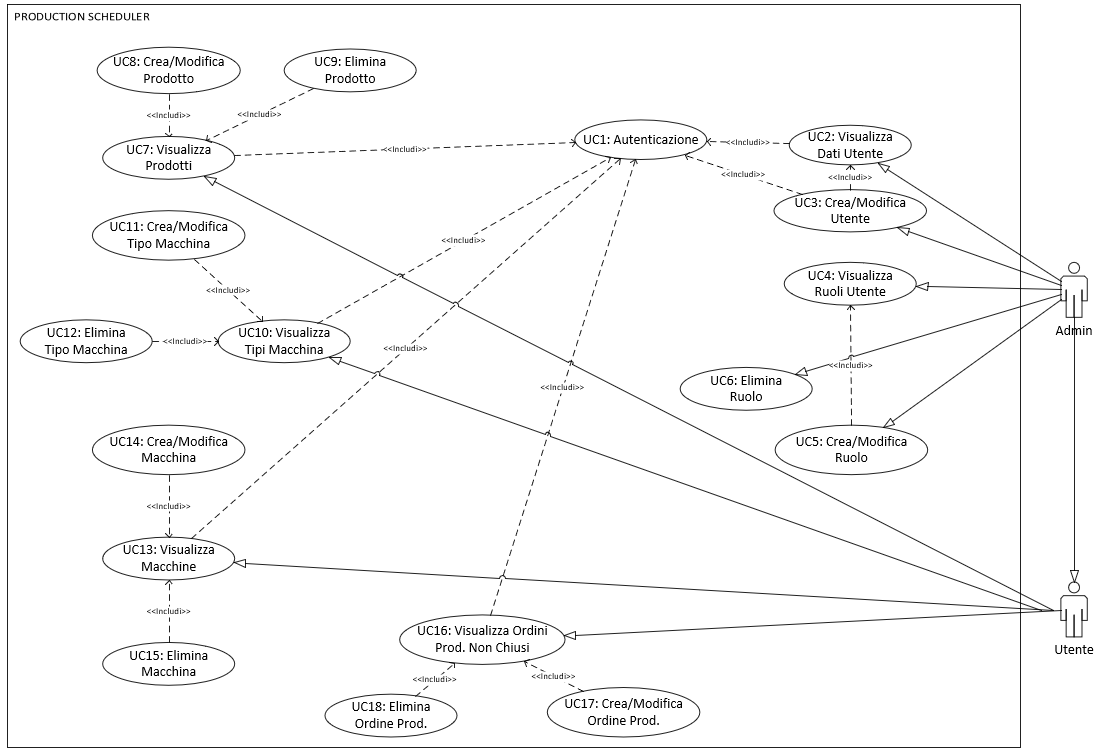 PRODUCTION SCHEDULER
UC8: Crea/Modifica
Prodotto
UC9: Elimina
Prodotto
<<Includi>>
<<Includi>>
UC7: Visualizza
Prodotti
<<Includi>>
UC1: Autenticazione
<<Includi>>
UC2: Visualizza
Dati Utente
<<Includi>>
<<Includi>>
UC3: Crea/Modifica
Utente
UC11: Crea/Modifica
Tipo Macchina
<<Includi>>
<<Includi>>
UC4: Visualizza
Ruoli Utente
Admin
UC12: Elimina
Tipo Macchina
<<Includi>>
UC10: Visualizza
Tipi Macchina
<<Includi>>
<<Includi>>
<<Includi>>
UC6: Elimina
Ruolo
UC14: Crea/Modifica
Macchina
UC5: Crea/Modifica
Ruolo
<<Includi>>
UC13: Visualizza
Macchine
<<Includi>>
UC15: Elimina
Macchina
UC16: Visualizza Ordini
Prod. Non Chiusi
Utente
<<Includi>>
<<Includi>>
UC18: Elimina
Ordine Prod.
UC17: Crea/Modifica
Ordine Prod.